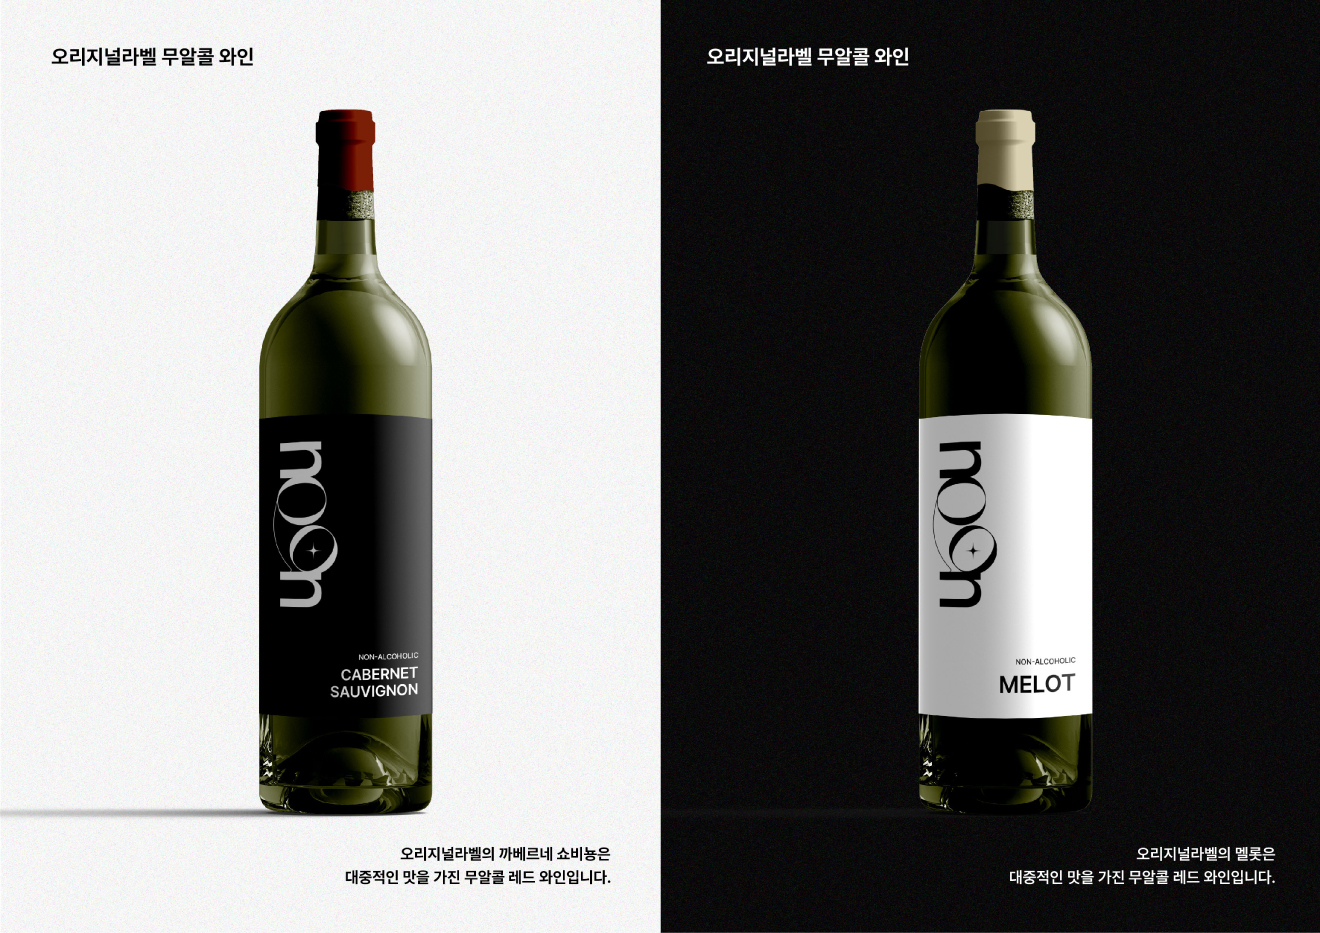 오리지널라벨 무알콜 와인
noon
NON-ALCOHOLIC
CABERNET
SAUVIGNON
오리지널라벨의 까베르네 쇼비뇽은
대중적인 맛을 가진 무알콜 레드 와인입니다.
오리지널라벨 무알콜 와인
noon
NON-ALCOHOLIC
MELOT
오리지널라벨의 멜롯은
대중적인 맛을 가진 무알콜 레드 와인입니다.